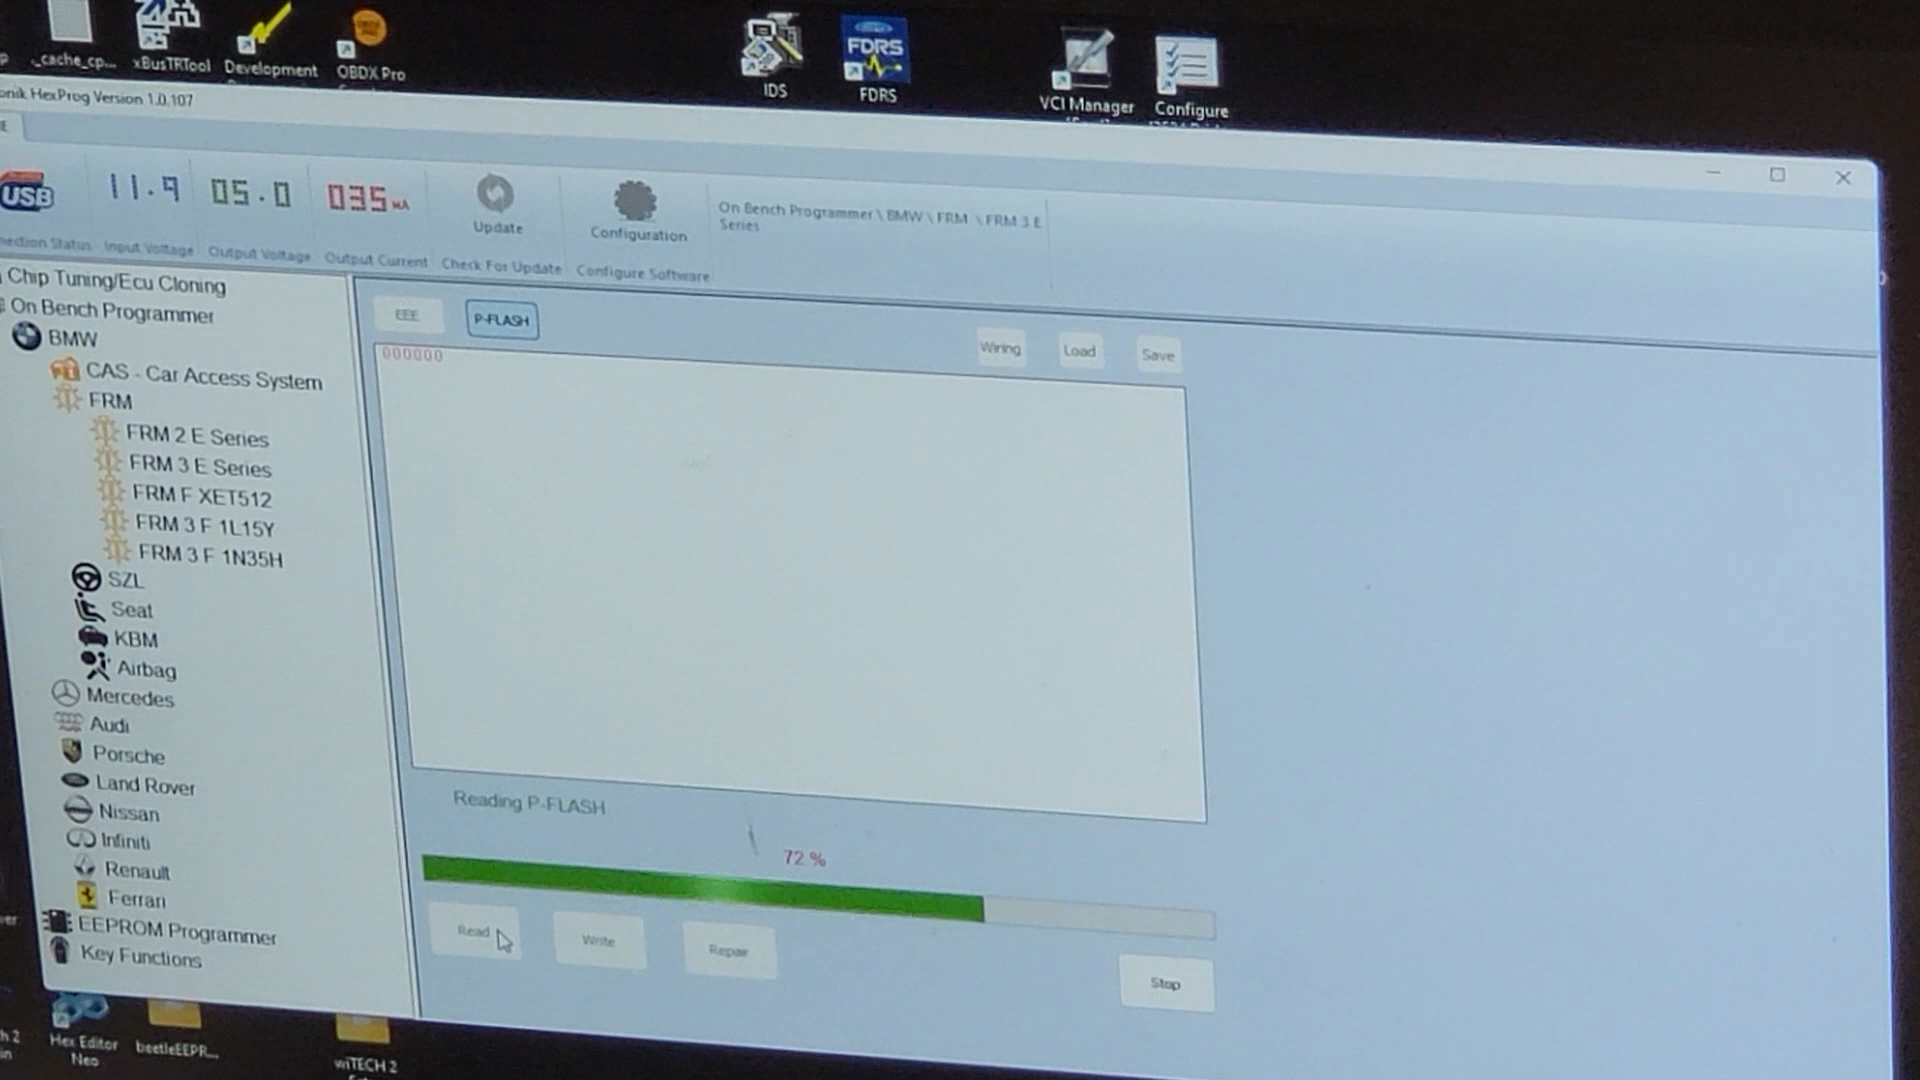 _cache_cp...
xBusTRTool
Development
OBDX Pro
IDS
FDRS
FDRS
VCI Manager
Configure
HexProg Version 1.0.107
USB
11.9
05.0
035 MA
Update
Configuration
On Bench Programmer \ BMW \ FRM \ FRM 3 E
Series
Status
Input Voltage
Output Voltage
Output Current
Check For Update
Configure Software
Chip Tuning/Ecu Cloning
On Bench Programmer
BMW
CAS - Car Access System
FRM
FRM 2 E Series
FRM 3 E Series
FRM F XET512
FRM 3 F 1L15Y
FRM 3 F 1N35H
SZL
Seat
KBM
Airbag
Mercedes
Audi
Porsche
Land Rover
Nissan
Infiniti
Renault
Ferrari
EEPROM Programmer
Key Functions
EEE
P-FLASH
Wiring
Load
Save
000000
Reading P-FLASH
72 %
Read
Write
Repair
Stop
Hex Editor
Neo
beetleEEPR...
wiTECH 2